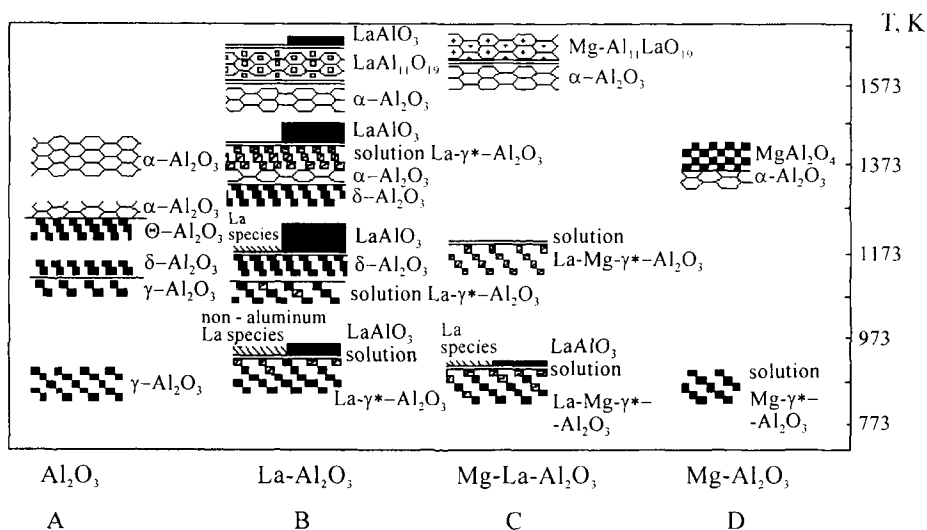 T, K
1573
1373
1173
973
773
α–Al₂O₃
α–Al₂O₃
Θ–Al₂O₃
δ–Al₂O₃
γ–Al₂O₃
γ–Al₂O₃
Al₂O₃
A
LaAlO₃
LaAl₁₁O₁₉
α–Al₂O₃
LaAlO₃
solution La-γ*–Al₂O₃
α–Al₂O₃
δ–Al₂O₃
La
species
LaAlO₃
δ–Al₂O₃
solution La-γ*–Al₂O₃
non - aluminum
La species
LaAlO₃
solution
La-γ*–Al₂O₃
La-Al₂O₃
B
Mg-Al₁₁LaO₁₉
α–Al₂O₃
solution
La-Mg-γ*–Al₂O₃
La
species
LaAlO₃
solution
La-Mg-γ*–
-Al₂O₃
Mg-La-Al₂O₃
C
MgAl₂O₄
α-Al₂O₃
solution
Mg-γ*–
-Al₂O₃
Mg-Al₂O₃
D